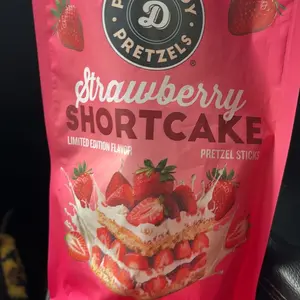 D
PRETZELS
®
Strawberry
SHORTCAKE
LIMITED EDITION FLAVOR
PRETZEL STICKS